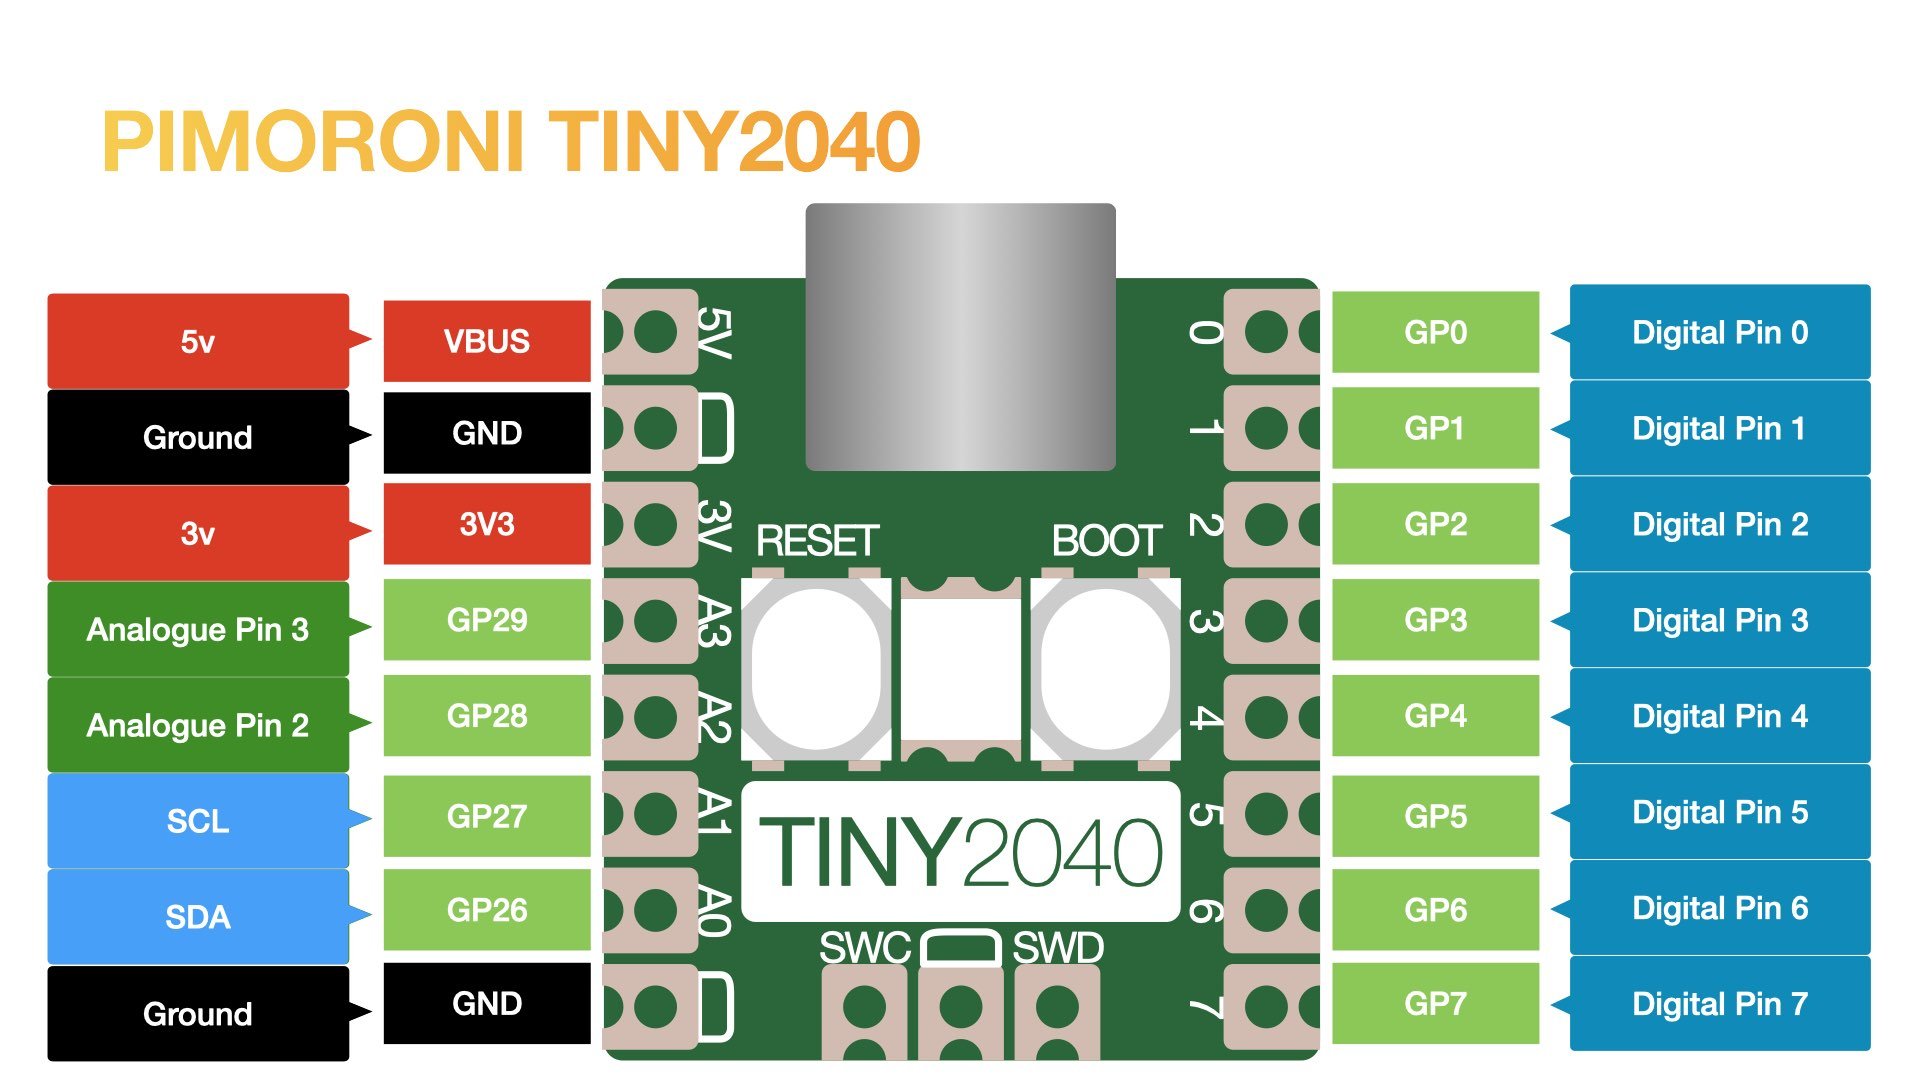 PIMORONI TINY2040
5v VBUS 5V 0 GP0 Digital Pin 0
Ground GND 1 GP1 Digital Pin 1
3v 3V3 3V 2 GP2 Digital Pin 2
RESET BOOT
Analogue Pin 3 GP29 A3 3 GP3 Digital Pin 3
Analogue Pin 2 GP28 A2 4 GP4 Digital Pin 4
SCL GP27 A1 5 GP5 Digital Pin 5
TINY2040
SDA GP26 A0 6 GP6 Digital Pin 6
SWC SWD
Ground GND 7 GP7 Digital Pin 7